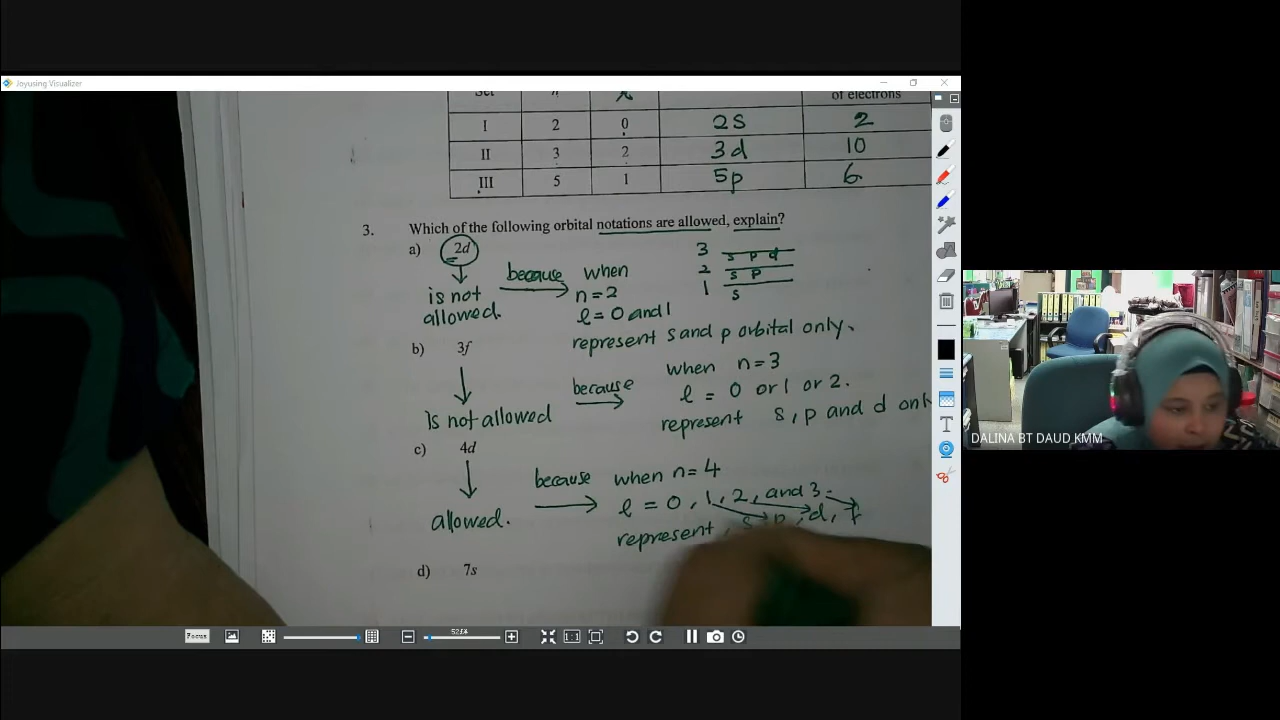 Joyusing Visualizer
Set n of electrons
I 2 0 2s 2
II 3 2 3d 10
III 5 1 5p 6
3. Which of the following orbital notations are allowed, explain?
a) 2d
is not allowed.
because when
n=2
ℓ = 0 and 1
represent s and p orbital only.
3 s p d
2 s p
1 s
b) 3f
Is not allowed
because
when n=3
ℓ = 0 or 1 or 2.
represent s, p and d
c) 4d
allowed.
because when n=4
ℓ = 0, 1, 2, and 3.
represent, s p, d, f
d) 7s
DALINA BT DAUD KMM
Focus
1:1
T